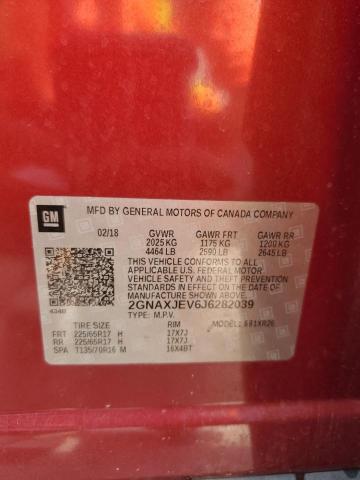 GM
MFD BY GENERAL MOTORS OF CANADA COMPANY
02/18 GVWR GAWR FRT GAWR RR
2025 KG 1175 KG 1200 KG
4464 LB 2590 LB 2645 LB
THIS VEHICLE CONFORMS TO ALL
APPLICABLE U.S. FEDERAL MOTOR
VEHICLE SAFETY AND THEFT PREVENTION
STANDARDS IN EFFECT ON THE DATE
OF MANUFACTURE SHOWN ABOVE.
2GNAXJEV6J6282039
TYPE: M.P.V. MODEL:
TIRE SIZE RIM
FRT 225/65R17 H 17X7J
RR 225/65R17 H 17X7J
SPA T135/70R16 M 16X4BT